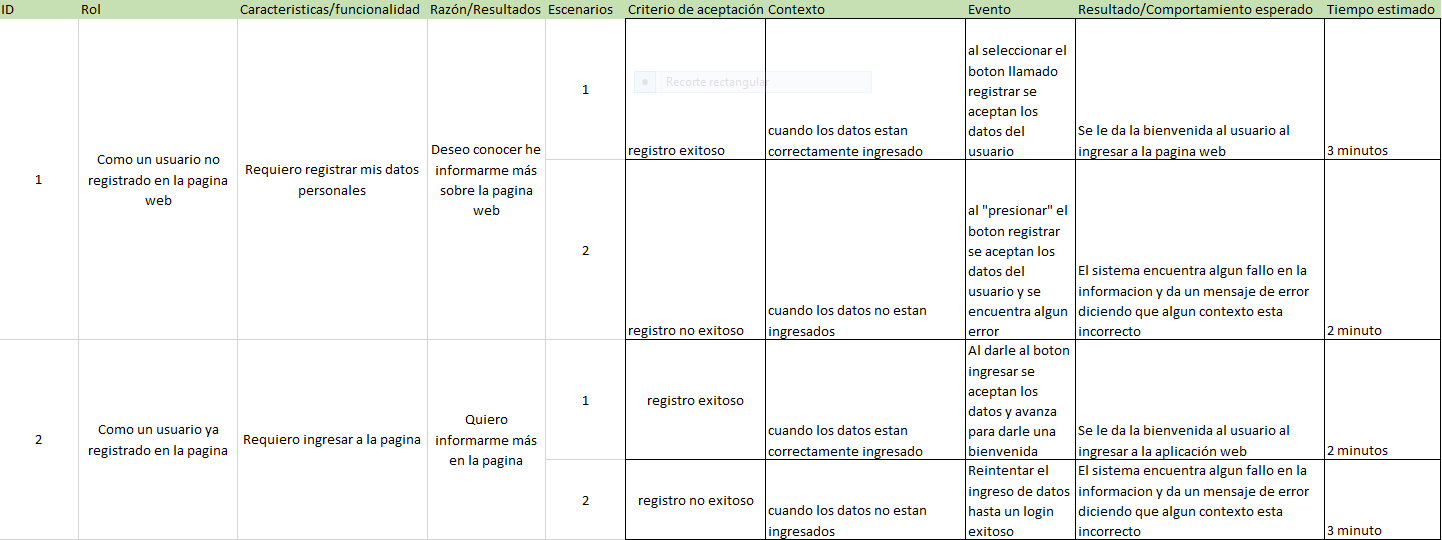 ID Rol Caracteristicas/funcionalidad Razón/Resultados Escenarios Criterio de aceptación Contexto Evento Resultado/Comportamiento esperado Tiempo estimado
1
Como un usuario no
registrado en la pagina
web
Requiero registrar mis datos
personales
Deseo conocer he
informarme más
sobre la pagina
web
1
Recorte rectangular
registro exitoso
cuando los datos estan
correctamente ingresado
al seleccionar el
boton llamado
registrar se
aceptan los
datos del
usuario
Se le da la bienvenida al usuario al
ingresar a la pagina web
3 minutos
2
registro no exitoso
cuando los datos no estan
ingresados
al "presionar" el
boton registrar
se aceptan los
datos del
usuario y se
encuentra algun
error
El sistema encuentra algun fallo en la
informacion y da un mensaje de error
diciendo que algun contexto esta
incorrecto
2 minuto
2
Como un usuario ya
registrado en la pagina
Requiero ingresar a la pagina
Quiero
informarme más
en la pagina
1
registro exitoso
cuando los datos estan
correctamente ingresado
Al darle al boton
ingresar se
aceptan los
datos y avanza
para darle una
bienvenida
Se le da la bienvenida al usuario al
ingresar a la aplicación web
2 minutos
2
registro no exitoso
cuando los datos no estan
ingresados
Reintentar el
ingreso de datos
hasta un login
exitoso
El sistema encuentra algun fallo en la
informacion y da un mensaje de error
diciendo que algun contexto esta
incorrecto
3 minuto